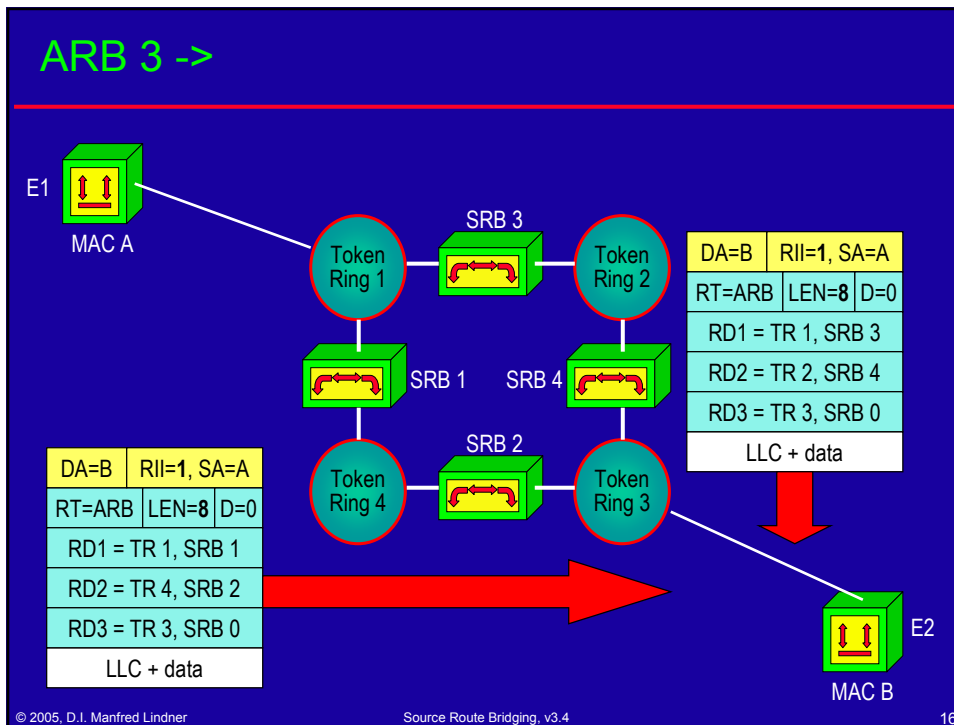 ARB 3 ->
E1
MAC A
SRB 3
Token
Ring 1
Token
Ring 2
SRB 1
SRB 4
SRB 2
Token
Ring 4
Token
Ring 3
DA=B RII=1, SA=A
RT=ARB LEN=8 D=0
RD1 = TR 1, SRB 3
RD2 = TR 2, SRB 4
RD3 = TR 3, SRB 0
LLC + data
DA=B RII=1, SA=A
RT=ARB LEN=8 D=0
RD1 = TR 1, SRB 1
RD2 = TR 4, SRB 2
RD3 = TR 3, SRB 0
LLC + data
E2
MAC B
© 2005, D.I. Manfred Lindner
Source Route Bridging, v3.4
16